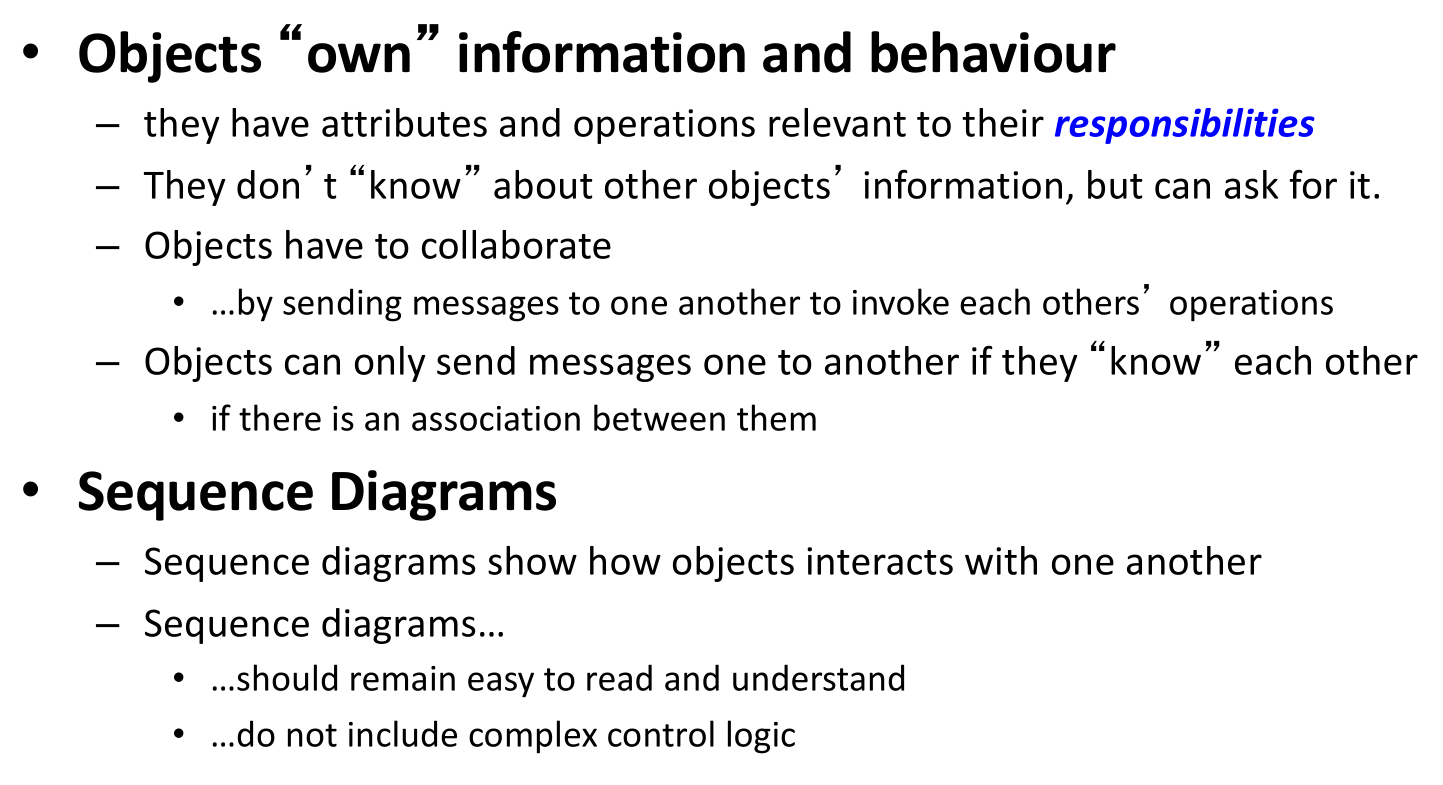 • Objects “own” information and behaviour
– they have attributes and operations relevant to their responsibilities
– They don’t “know” about other objects’ information, but can ask for it.
– Objects have to collaborate
• …by sending messages to one another to invoke each others’ operations
– Objects can only send messages one to another if they “know” each other
• if there is an association between them
• Sequence Diagrams
– Sequence diagrams show how objects interacts with one another
– Sequence diagrams…
• …should remain easy to read and understand
• …do not include complex control logic